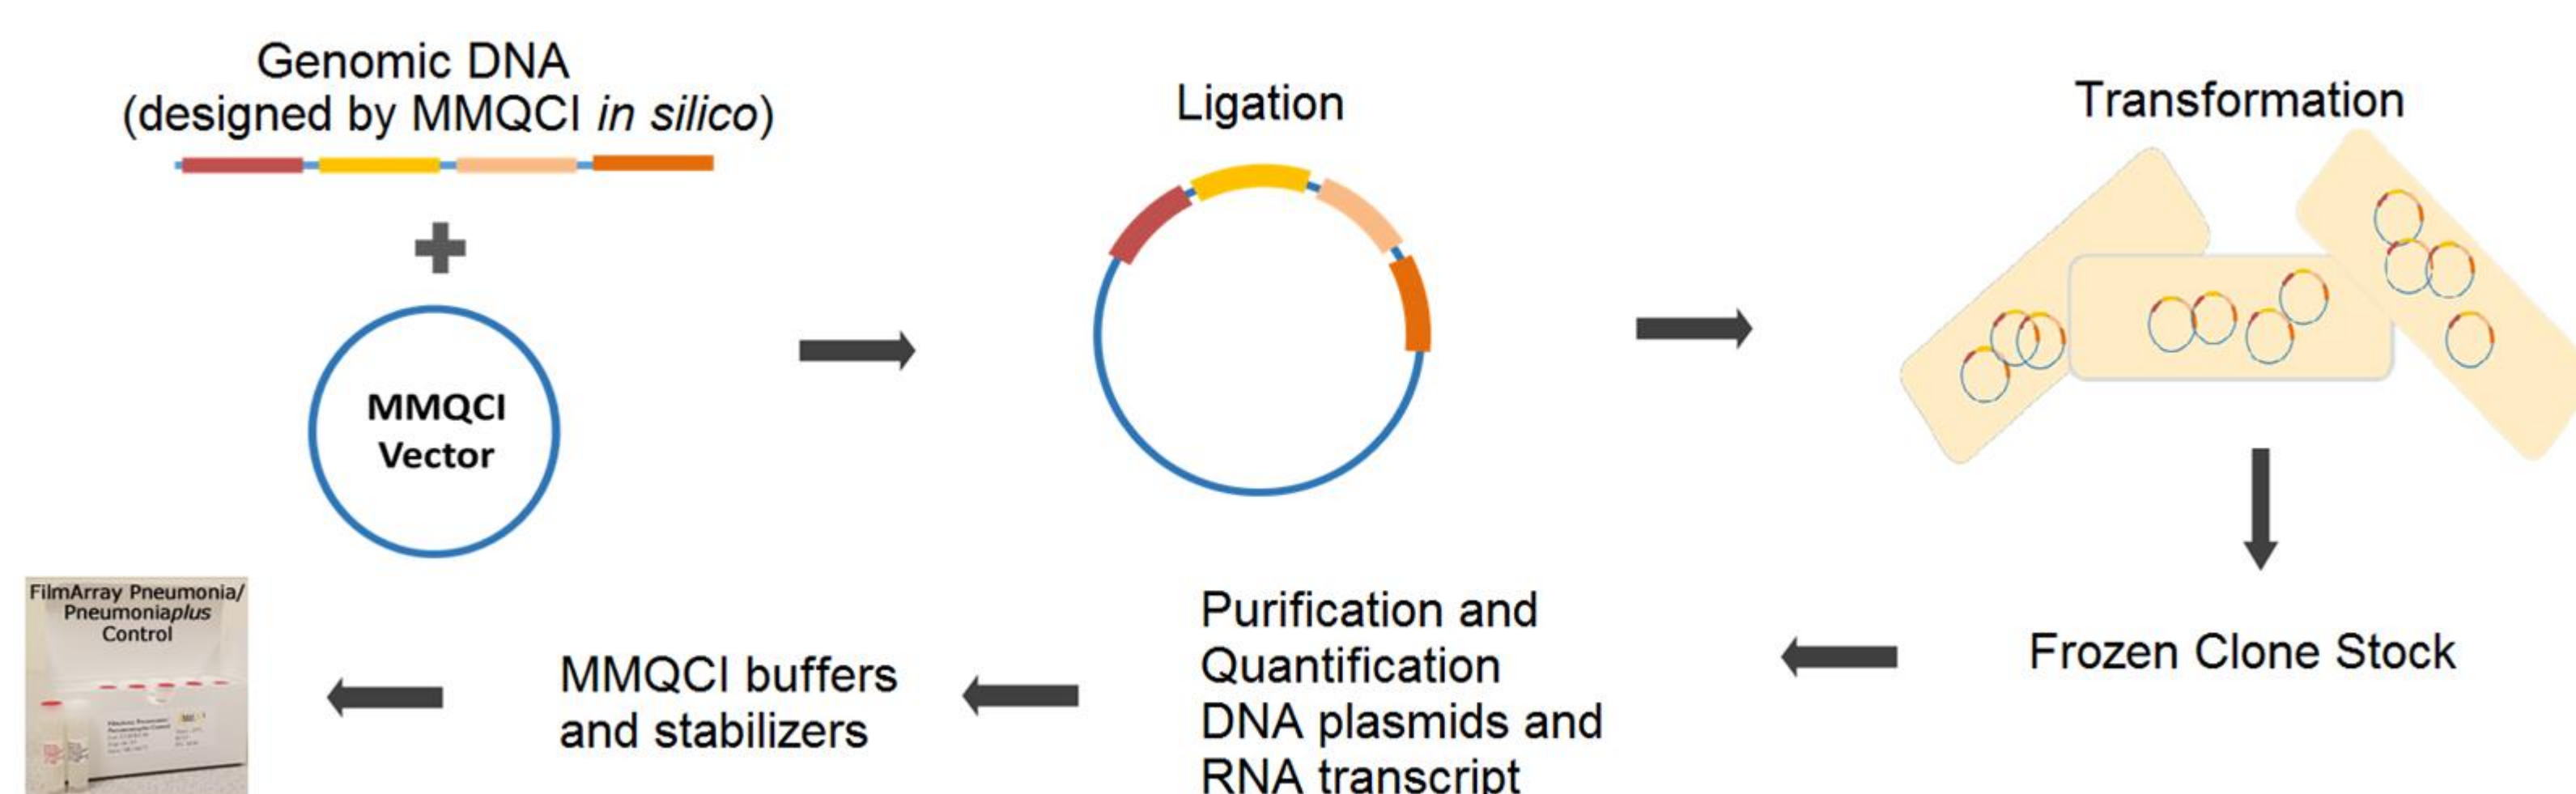 Genomic DNA
(designed by MMQCI in silico)
MMQCI
Vector
Ligation
Transformation
Frozen Clone Stock
Purification and
Quantification
DNA plasmids and
RNA transcript
MMQCI buffers
and stabilizers
FilmArray Pneumonia/
Pneumoniaplus
Control